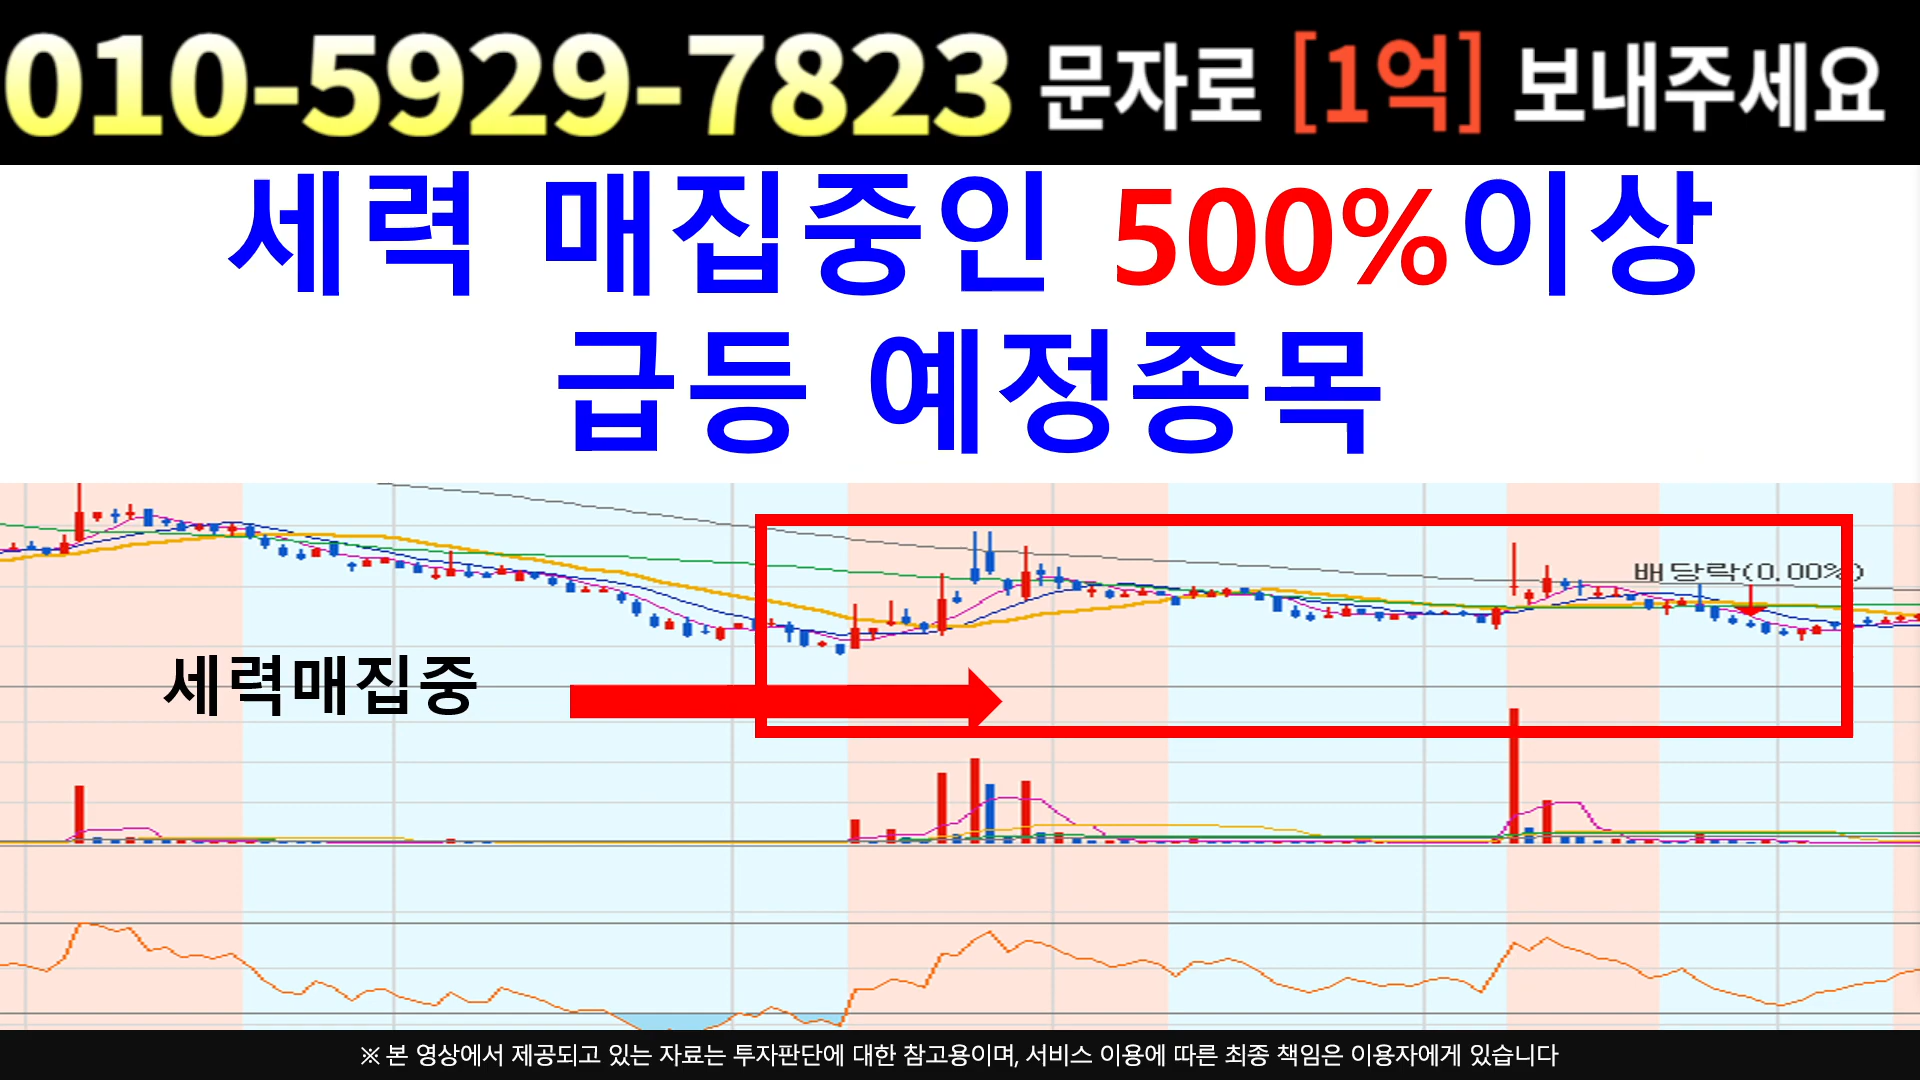 010-5929-7823 문자로 [1억] 보내주세요
세력 매집중인 500%이상
급등 예정종목
배당락(0.00%)
세력매집중
※ 본 영상에서 제공되고 있는 자료는 투자판단에 대한 참고용이며, 서비스 이용에 따른 최종 책임은 이용자에게 있습니다